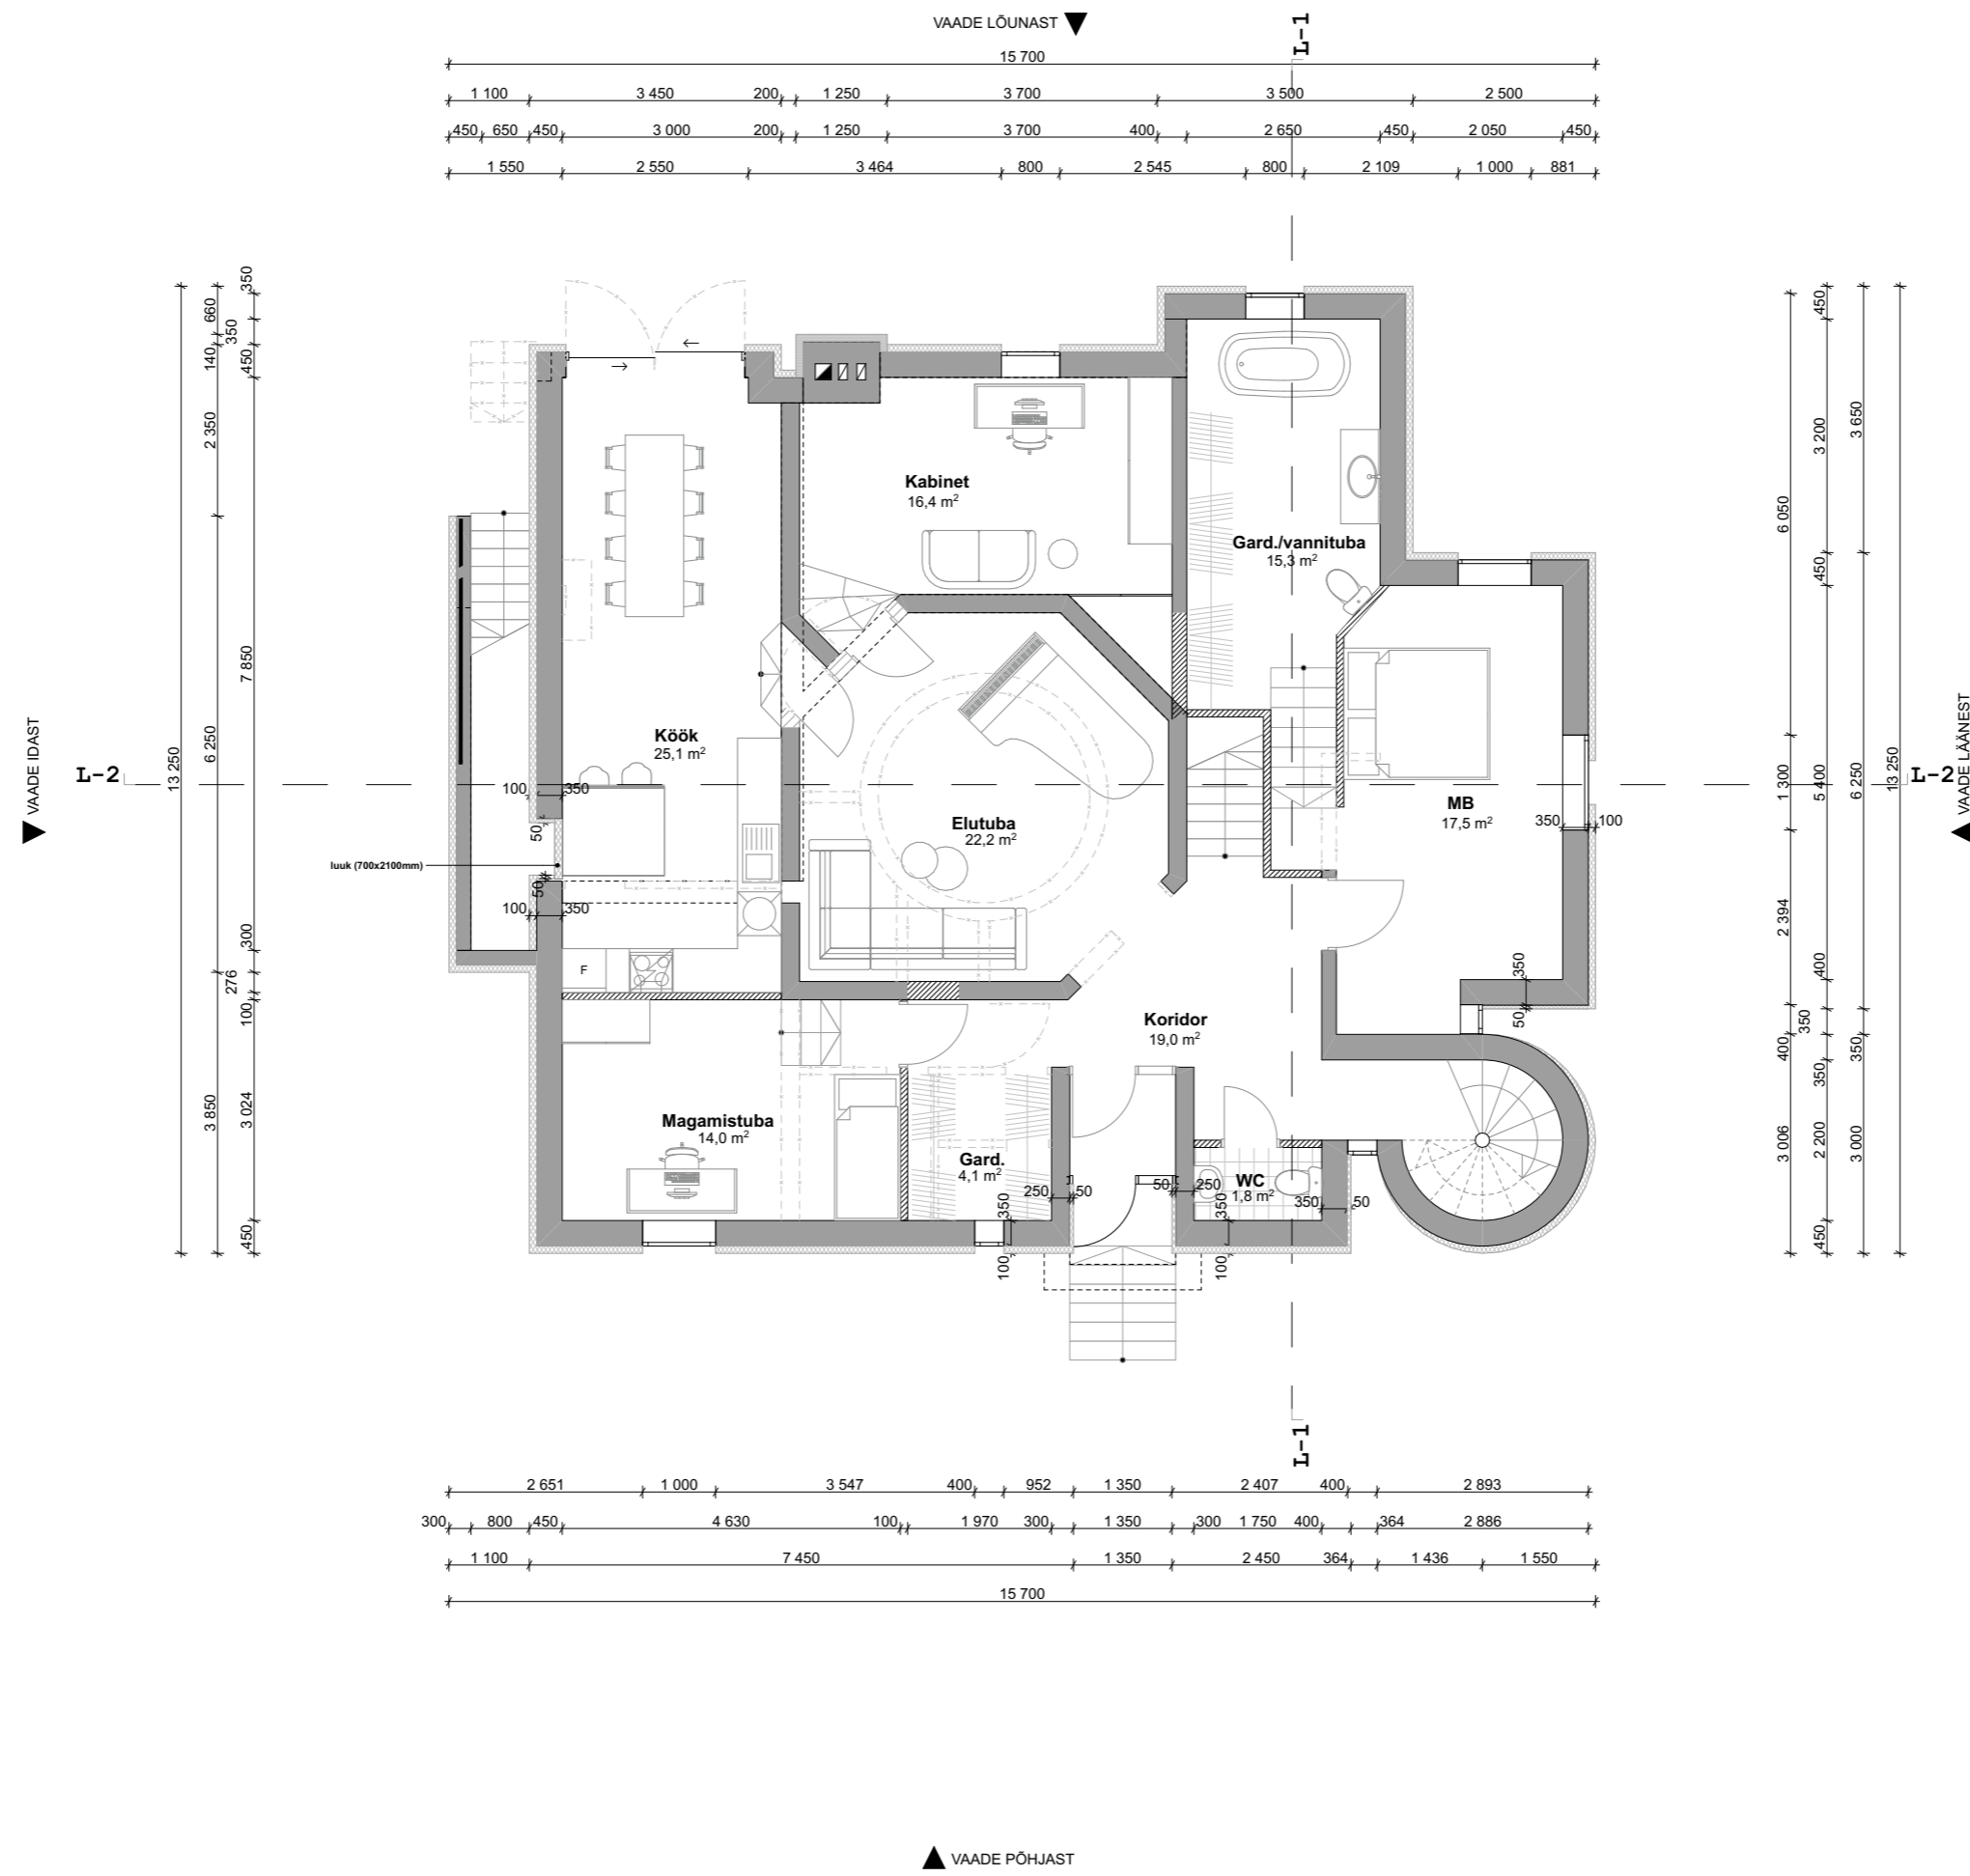 VAADE LÕUNAST
L-1
15 700
1 100 3 450 200 1 250 3 700 3 500 2 500
450 650 450 3 000 200 1 250 3 700 400 2 650 450 2 050 450
1 550 2 550 3 464 800 2 545 800 2 109 1 000 881
VAADE IDAST
L-2
13 250
660 140 2 350 6 250 276 3 850
350 350 450 7 850 300 100 3 024 450
Kabinet
16,4 m²
Gard./vannituba
15,3 m²
Köök
25,1 m²
Elutuba
22,2 m²
MB
17,5 m²
100 350
50
luuk (700x2100mm)
50
100 350
F
350 100
350
50
Koridor
19,0 m²
Magamistuba
14,0 m²
Gard.
4,1 m²
WC
1,8 m²
250 50
50 250
350 50
350
100
350
100
6 050 1 300 2 394 400 3 006
450 3 200 450 5 400 400 350 350 2 200 450
3 650 6 250 350 3 000
13 250
L-2
VAADE LÄÄNEST
L-1
2 651 1 000 3 547 400 952 1 350 2 407 400 2 893
300 800 450 4 630 100 1 970 300 1 350 300 1 750 400 364 2 886
1 100 7 450 1 350 2 450 364 1 436 1 550
15 700
VAADE PÕHJAST